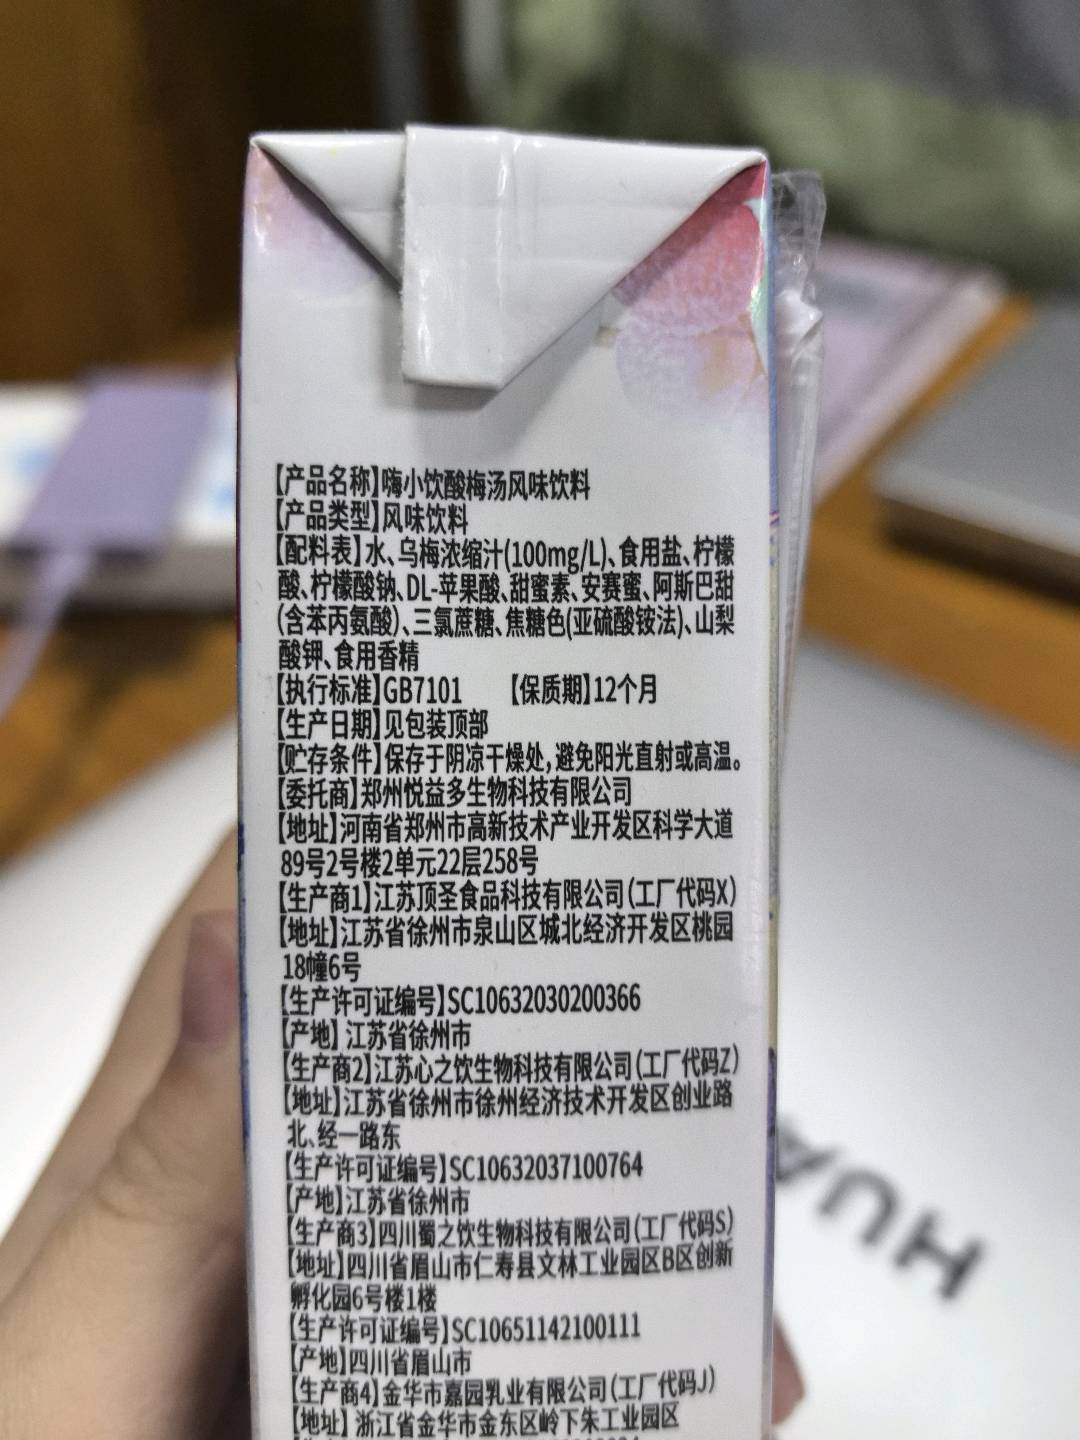 【产品名称】嗨小饮酸梅汤风味饮料
【产品类型】风味饮料
【配料表】水、乌梅浓缩汁(100mg/L)、食用盐、柠檬
酸、柠檬酸钠、DL-苹果酸、甜蜜素、安赛蜜、阿斯巴甜
(含苯丙氨酸)、三氯蔗糖、焦糖色(亚硫酸铵法)、山梨
酸钾、食用香精
【执行标准】GB7101 【保质期】12个月
【生产日期】见包装顶部
【贮存条件】保存于阴凉干燥处,避免阳光直射或高温。
【委托商】郑州悦益多生物科技有限公司
【地址】河南省郑州市高新技术产业开发区科学大道
89号2号楼2单元22层258号
【生产商1】江苏顶圣食品科技有限公司(工厂代码X)
【地址】江苏省徐州市泉山区城北经济开发区桃园
18幢6号
【生产许可证编号】SC10632030200366
【产地】江苏省徐州市
【生产商2】江苏心之饮生物科技有限公司(工厂代码Z)
【地址】江苏省徐州市徐州经济技术开发区创业路
北、经一路东
【生产许可证编号】SC10632037100764
【产地】江苏省徐州市
【生产商3】四川蜀之饮生物科技有限公司(工厂代码S)
【地址】四川省眉山市仁寿县文林工业园区B区创新
孵化园6号楼1楼
【生产许可证编号】SC10651142100111
【产地】四川省眉山市
【生产商4】金华市嘉园乳业有限公司(工厂代码J)
【地址】浙江省金华市金东区岭下朱工业园区
HUA